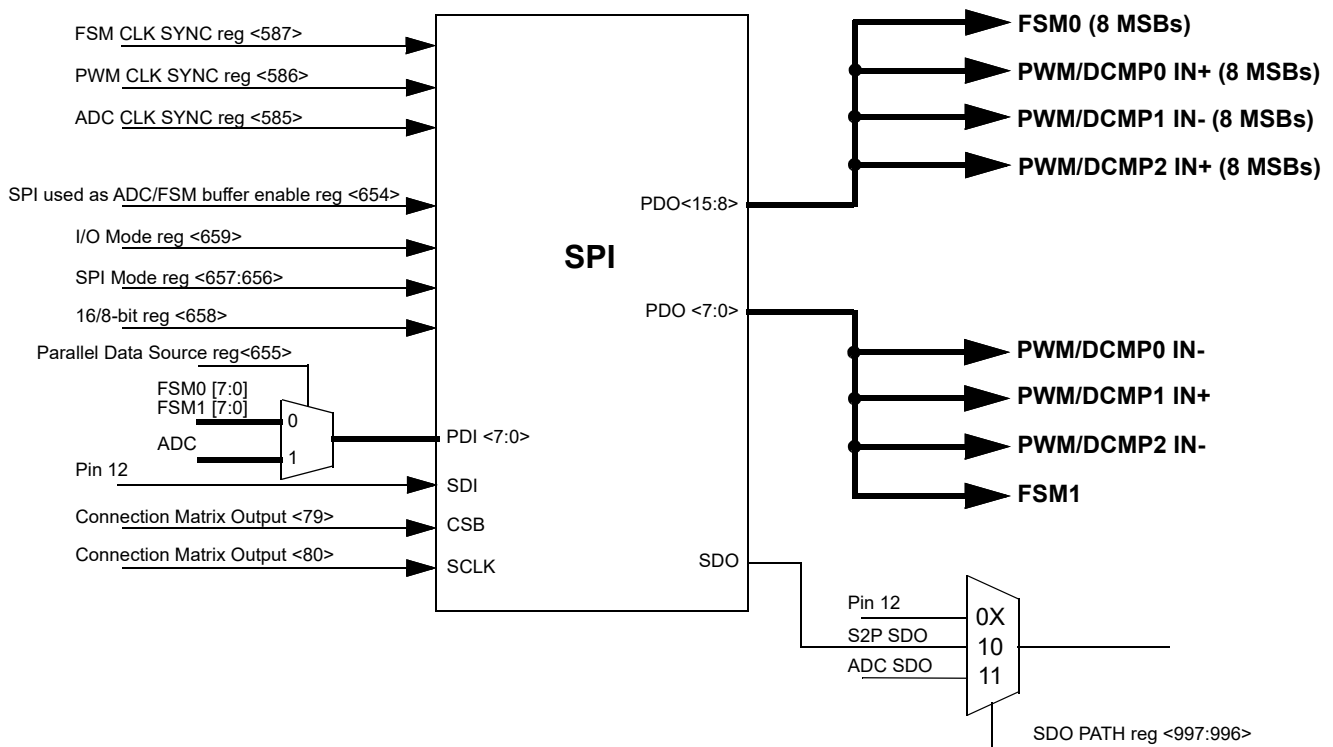 FSM CLK SYNC reg <587>
PWM CLK SYNC reg <586>
ADC CLK SYNC reg <585>
SPI used as ADC/FSM buffer enable reg <654>
I/O Mode reg <659>
SPI Mode reg <657:656>
16/8-bit reg <658>
Parallel Data Source reg<655>
FSM0 [7:0]
FSM1 [7:0]
0
ADC
1
Pin 12
Connection Matrix Output <79>
Connection Matrix Output <80>
SPI
PDI <7:0>
SDI
CSB
SCLK
PDO<15:8>
PDO <7:0>
SDO
FSM0 (8 MSBs)
PWM/DCMP0 IN+ (8 MSBs)
PWM/DCMP1 IN- (8 MSBs)
PWM/DCMP2 IN+ (8 MSBs)
PWM/DCMP0 IN-
PWM/DCMP1 IN+
PWM/DCMP2 IN-
FSM1
Pin 12
0X
S2P SDO
10
ADC SDO
11
SDO PATH reg <997:996>